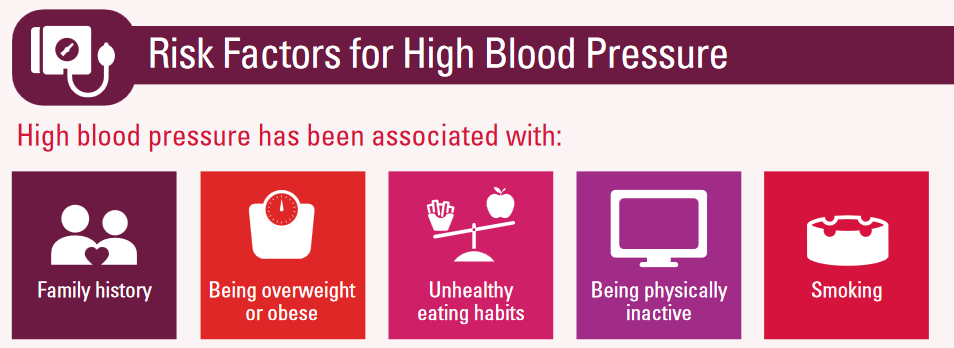 Risk Factors for High Blood Pressure
High blood pressure has been associated with:
Family history
Being overweight
or obese
Unhealthy
eating habits
Being physically
inactive
Smoking